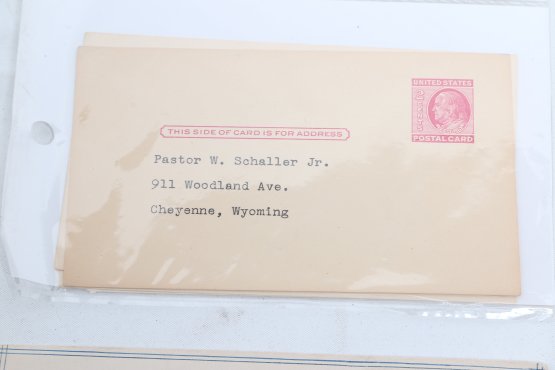 UNITED STATES
POSTAL CARD
THIS SIDE OF CARD IS FOR ADDRESS
Pastor W. Schaller Jr.
911 Woodland Ave.
Cheyenne, Wyoming